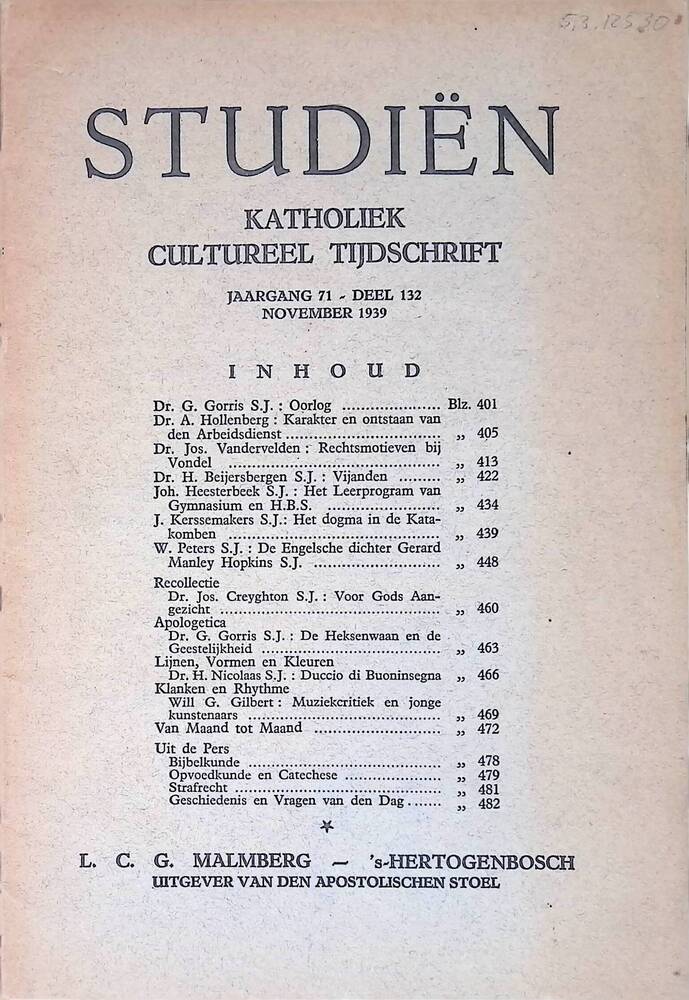 53.12530
STUDIËN
KATHOLIEK
CULTUREEL TIJDSCHRIFT
JAARGANG 71 - DEEL 132
NOVEMBER 1939
INHOUD
Dr. G. Gorris S.J. : Oorlog .................... Blz. 401
Dr. A. Hollenberg : Karakter en ontstaan van
den Arbeidsdienst ................................ „ 405
Dr. Jos. Vandervelden : Rechtsmotieven bij
Vondel ............................................ „ 413
Dr. H. Beijersbergen S.J. : Vijanden ......... „ 422
Joh. Heesterbeek S.J. : Het Leerprogram van
Gymnasium en H.B.S. ....................... „ 434
J. Kerssemakers S.J.: Het dogma in de Kata-
komben ............................................ „ 439
W. Peters S.J. : De Engelsche dichter Gerard
Manley Hopkins S.J. .......................... „ 448
Recollectie
Dr. Jos. Creyghton S.J. : Voor Gods Aan-
gezicht ............................................. „ 460
Apologetica
Dr. G. Gorris S.J. : De Heksenwaan en de
Geestelijkheid ..................................... „ 463
Lijnen, Vormen en Kleuren
Dr. H. Nicolaas S.J. : Duccio di Buoninsegna „ 466
Klanken en Rhythme
Will G. Gilbert : Muziekcritiek en jonge
kunstenaars ........................................ „ 469
Van Maand tot Maand .......................... „ 472
Uit de Pers
Bijbelkunde ........................................ „ 478
Opvoedkunde en Catechese .................... „ 479
Strafrecht ........................................... „ 481
Geschiedenis en Vragen van den Dag ....... „ 482
L. C. G. MALMBERG — 's-HERTOGENBOSCH
UITGEVER VAN DEN APOSTOLISCHEN STOEL